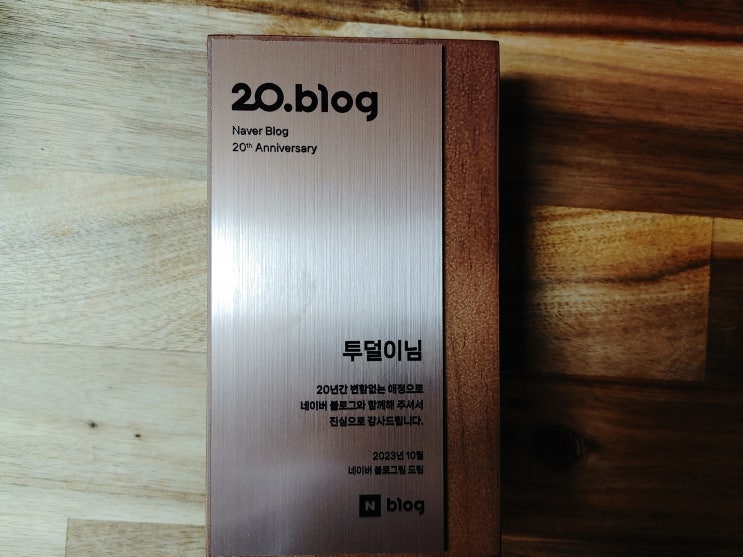 20.blog
Naver Blog
20th Anniversary
투덜이님
20년간 변함없는 애정으로
네이버 블로그와 함께해 주셔서
진심으로 감사드립니다.
2023년 10월
네이버 블로그팀 드림
N blog